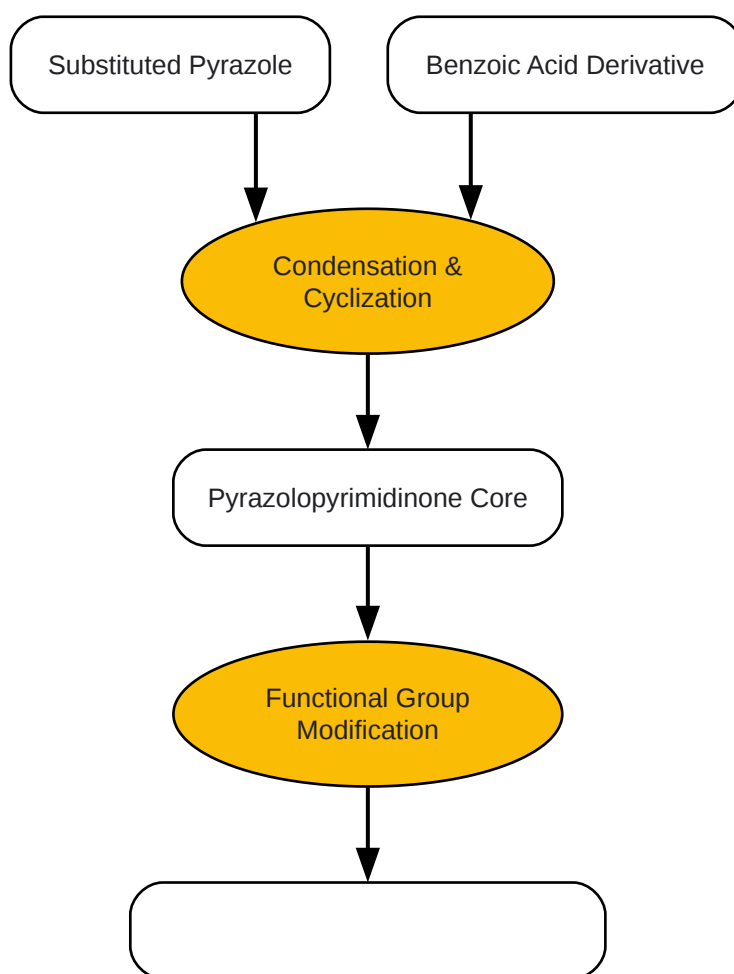 Substituted Pyrazole
Benzoic Acid Derivative
Condensation &
Cyclization
Pyrazolopyrimidinone Core
Functional Group
Modification